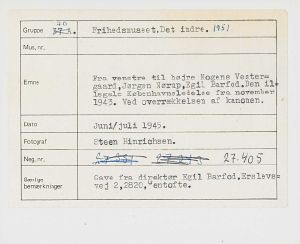 Gruppe 76 Frihedsmuseet.Det indre. 1951
Mus. nr.
Emne Fra venstre til højre Mogens Vester-
gaard,Jørgen Nørup,Egil Barfod.Den il-
legale Københavnsledelse fra november
1943. Ved overrækkelsen af kanonen.
Dato Juni/juli 1945.
Fotograf Steen Hinrichsen.
Neg. nr. 27.405
Særlige Gave fra direktør Egil Barfod,Ersløvs-
bemærkninger vej 2,2820,Gentofte.